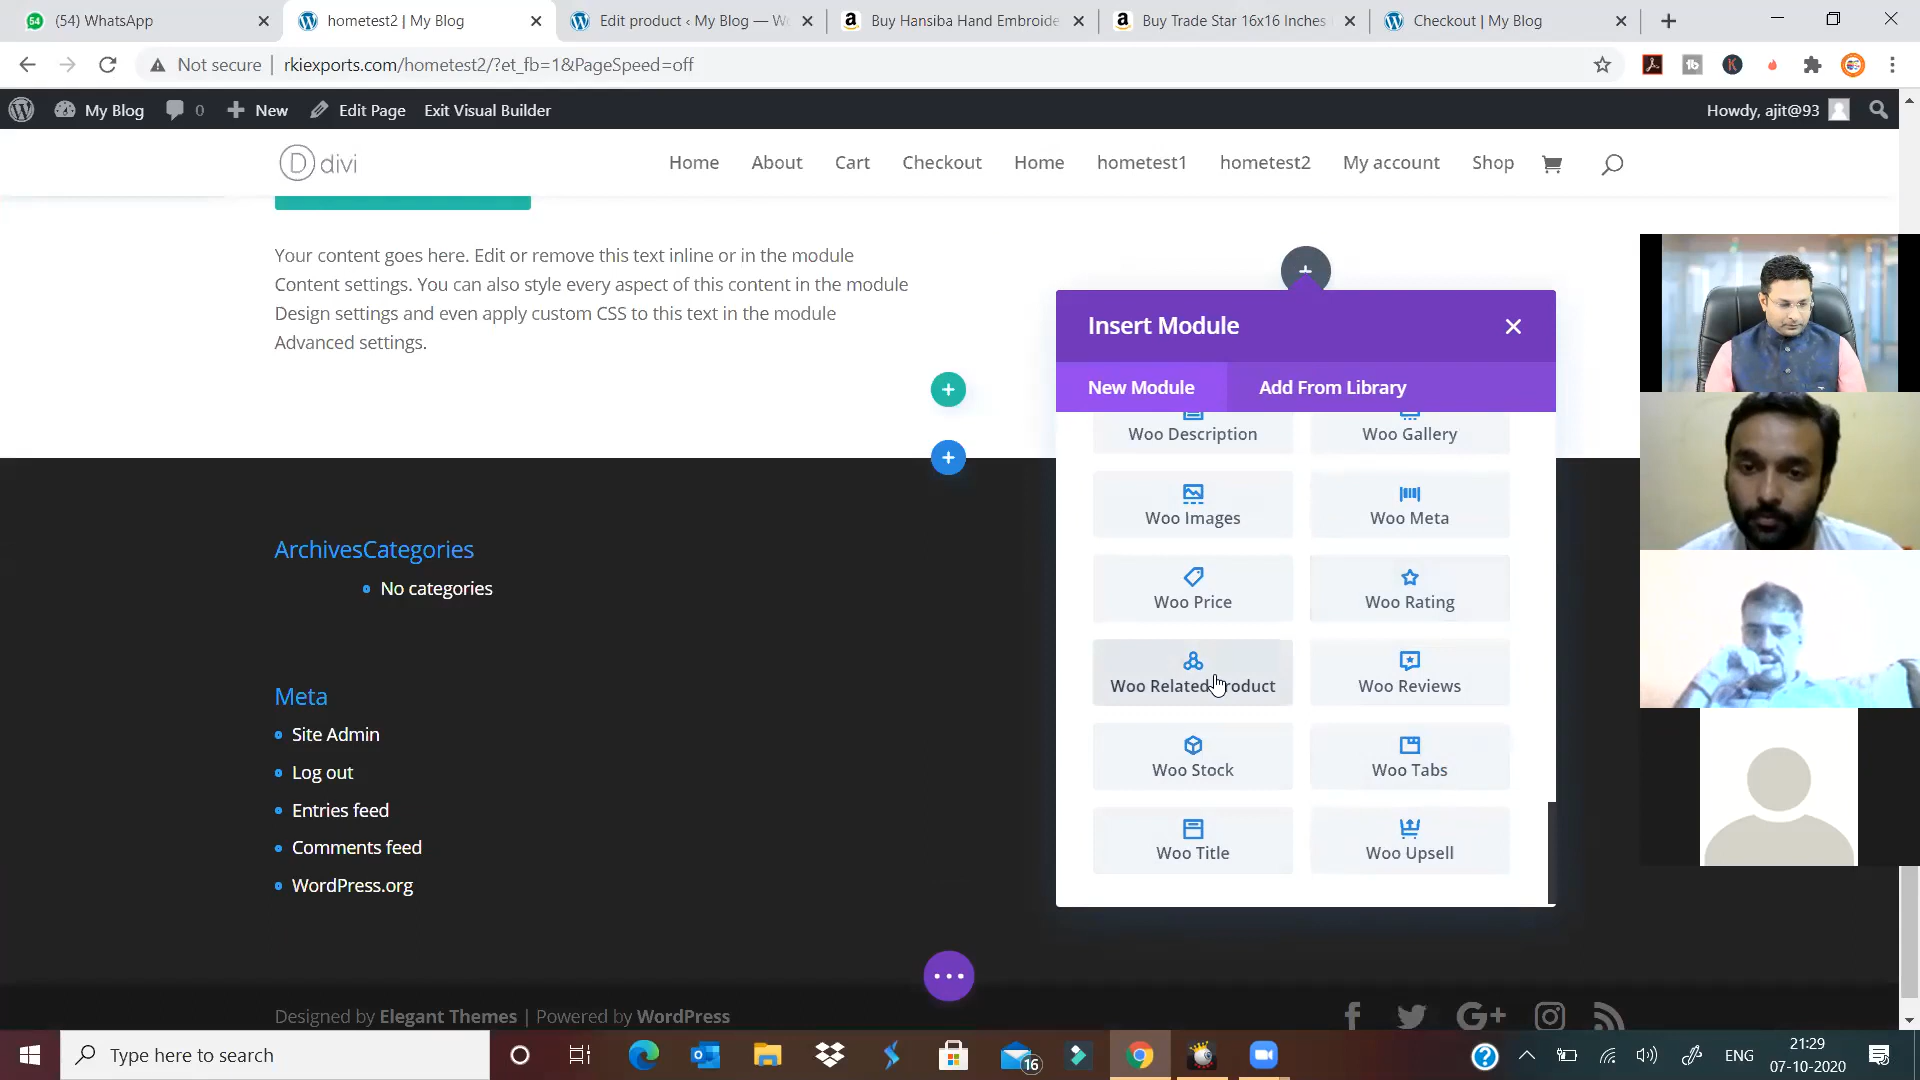 (54) WhatsApp
hometest2 | My Blog
Edit product ‹ My Blog — Wo
Buy Hansiba Hand Embroide
Buy Trade Star 16x16 Inches
Checkout | My Blog
Not secure
rkiexports.com/hometest2/?et_fb=1&PageSpeed=off
My Blog 0 New Edit Page Exit Visual Builder Howdy, ajit@93
D divi
Home About Cart Checkout Home hometest1 hometest2 My account Shop
Your content goes here. Edit or remove this text inline or in the module
Content settings. You can also style every aspect of this content in the module
Design settings and even apply custom CSS to this text in the module
Advanced settings.
Insert Module
New Module Add From Library
Woo Description Woo Gallery
Woo Images Woo Meta
Woo Price Woo Rating
Woo Related Product Woo Reviews
Woo Stock Woo Tabs
Woo Title Woo Upsell
ArchivesCategories
No categories
Meta
Site Admin
Log out
Entries feed
Comments feed
WordPress.org
Designed by Elegant Themes | Powered by WordPress
Type here to search
16
ENG
21:29
07-10-2020